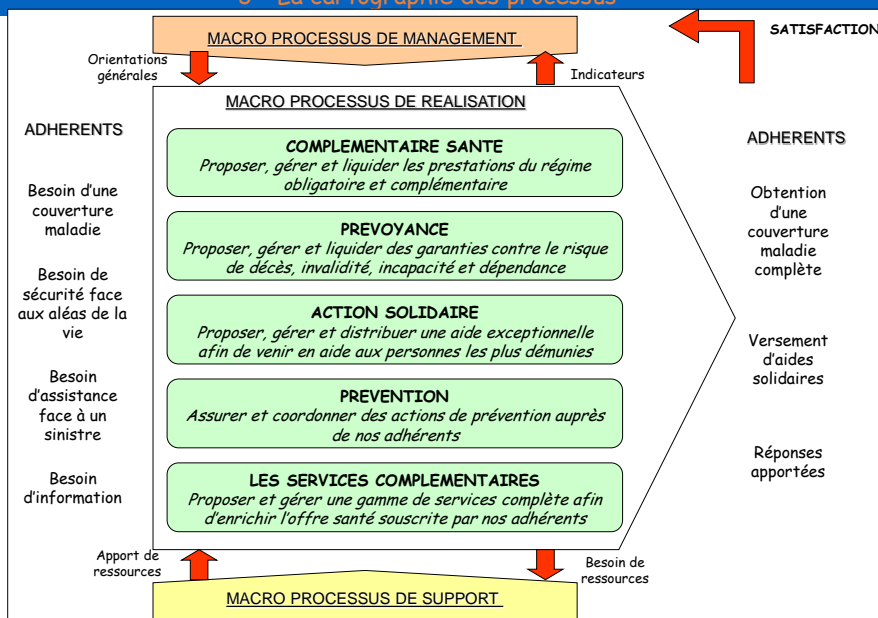 3 – La cartographie des processus
MACRO PROCESSUS DE MANAGEMENT
SATISFACTION
Orientations
générales
Indicateurs
MACRO PROCESSUS DE REALISATION
ADHERENTS
Besoin d'une
couverture
maladie
Besoin de
sécurité face
aux aléas de la
vie
Besoin
d'assistance
face à un
sinistre
Besoin
d'information
COMPLEMENTAIRE SANTE
Proposer, gérer et liquider les prestations du régime
obligatoire et complémentaire
PREVOYANCE
Proposer, gérer et liquider des garanties contre le risque
de décès, invalidité, incapacité et dépendance
ACTION SOLIDAIRE
Proposer, gérer et distribuer une aide exceptionnelle
afin de venir en aide aux personnes les plus démunies
PREVENTION
Assurer et coordonner des actions de prévention auprès
de nos adhérents
LES SERVICES COMPLEMENTAIRES
Proposer et gérer une gamme de services complète afin
d'enrichir l'offre santé souscrite par nos adhérents
ADHERENTS
Obtention
d'une
couverture
maladie
complète
Versement
d'aides
solidaires
Réponses
apportées
Apport de
ressources
Besoin de
ressources
MACRO PROCESSUS DE SUPPORT